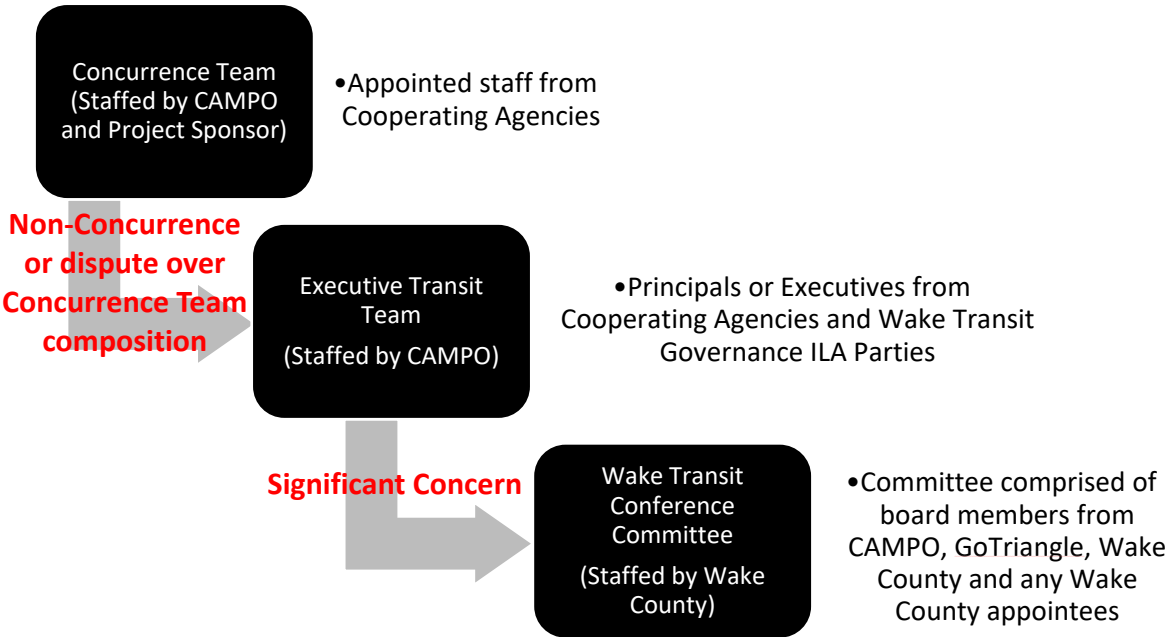 Concurrence Team
(Staffed by CAMPO
and Project Sponsor)
•Appointed staff from
Cooperating Agencies
Non-Concurrence
or dispute over
Concurrence Team
composition
Executive Transit
Team
(Staffed by CAMPO)
•Principals or Executives from
Cooperating Agencies and Wake Transit
Governance ILA Parties
Significant Concern
Wake Transit
Conference
Committee
(Staffed by Wake
County)
•Committee comprised of
board members from
CAMPO, GoTriangle, Wake
County and any Wake
County appointees